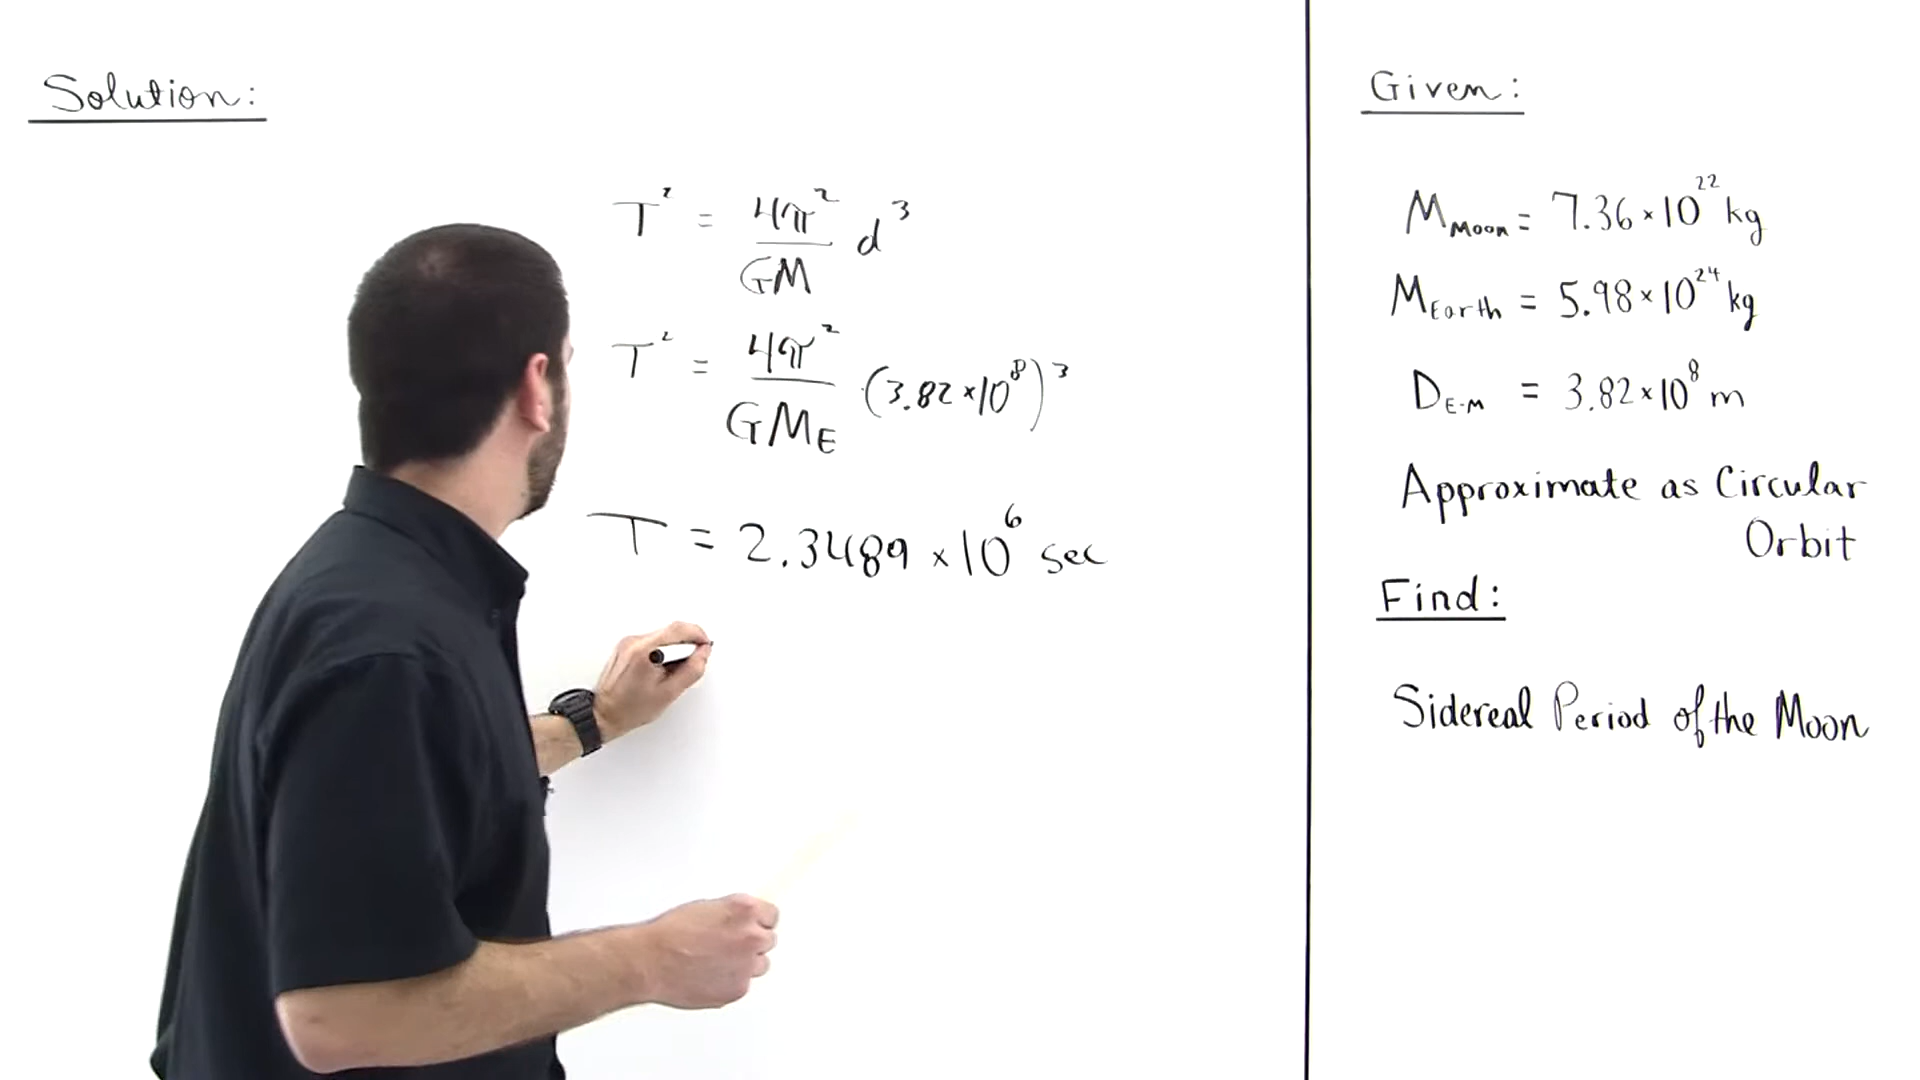 Solution:
T² = 4π²/GM d³
T² = 4π²/GM_E (3.82×10⁸)³
T = 2.3489 × 10⁶ sec
Given:
M_Moon = 7.36×10²² kg
M_Earth = 5.98×10²⁴ kg
D_E-M = 3.82×10⁸ m
Approximate as Circular
Orbit
Find:
Sidereal Period of the Moon